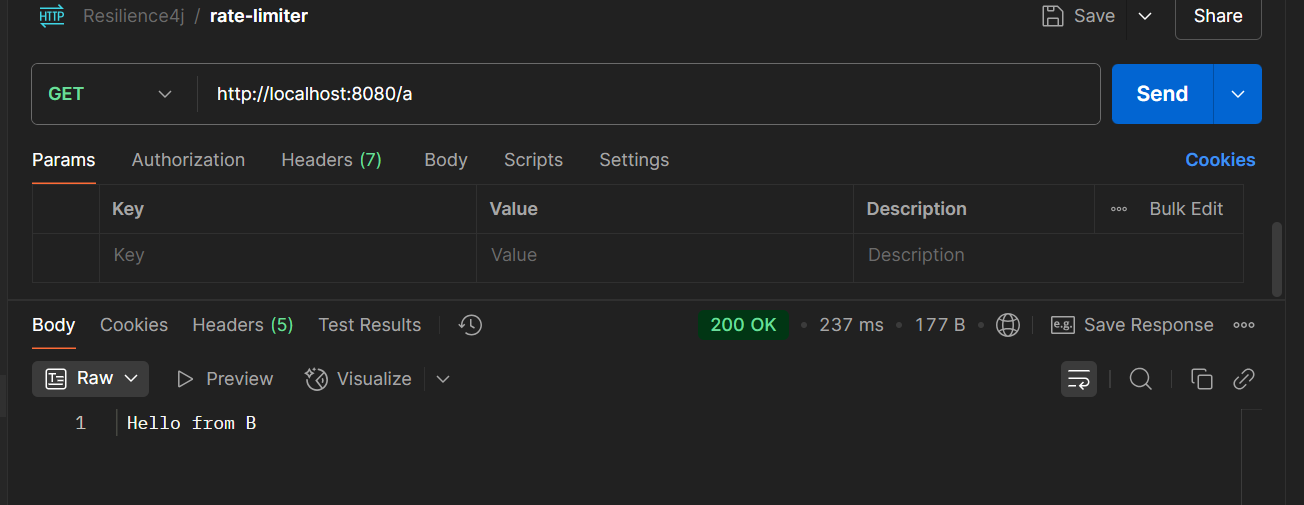 HTTP Resilience4j / rate-limiter Save Share
GET http://localhost:8080/a Send
Params Authorization Headers (7) Body Scripts Settings Cookies
Key Value Description Bulk Edit
Key Value Description
Body Cookies Headers (5) Test Results 200 OK • 237 ms • 177 B • e.g. Save Response
Raw Preview Visualize
1 Hello from B